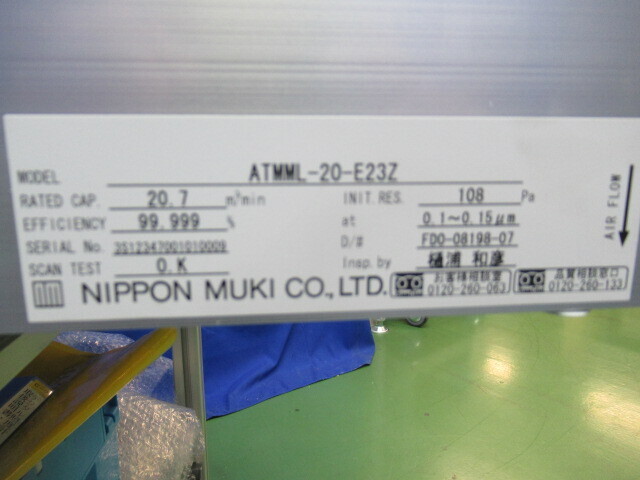 MODEL ATMML-20-E23Z
RATED CAP. 20.7 m³/min INIT.RES. 108 Pa
EFFICIENCY 99.999 % at 0.1～0.15μm
SERIAL No. 3512347001010009 D/# FDO-08198-07
SCAN TEST O.K Insp.by 樋浦 和彦
NIPPON MUKI CO.,LTD. お客様相談室 0120-260-063 品質相談窓口 0120-260-133
AIR FLOW